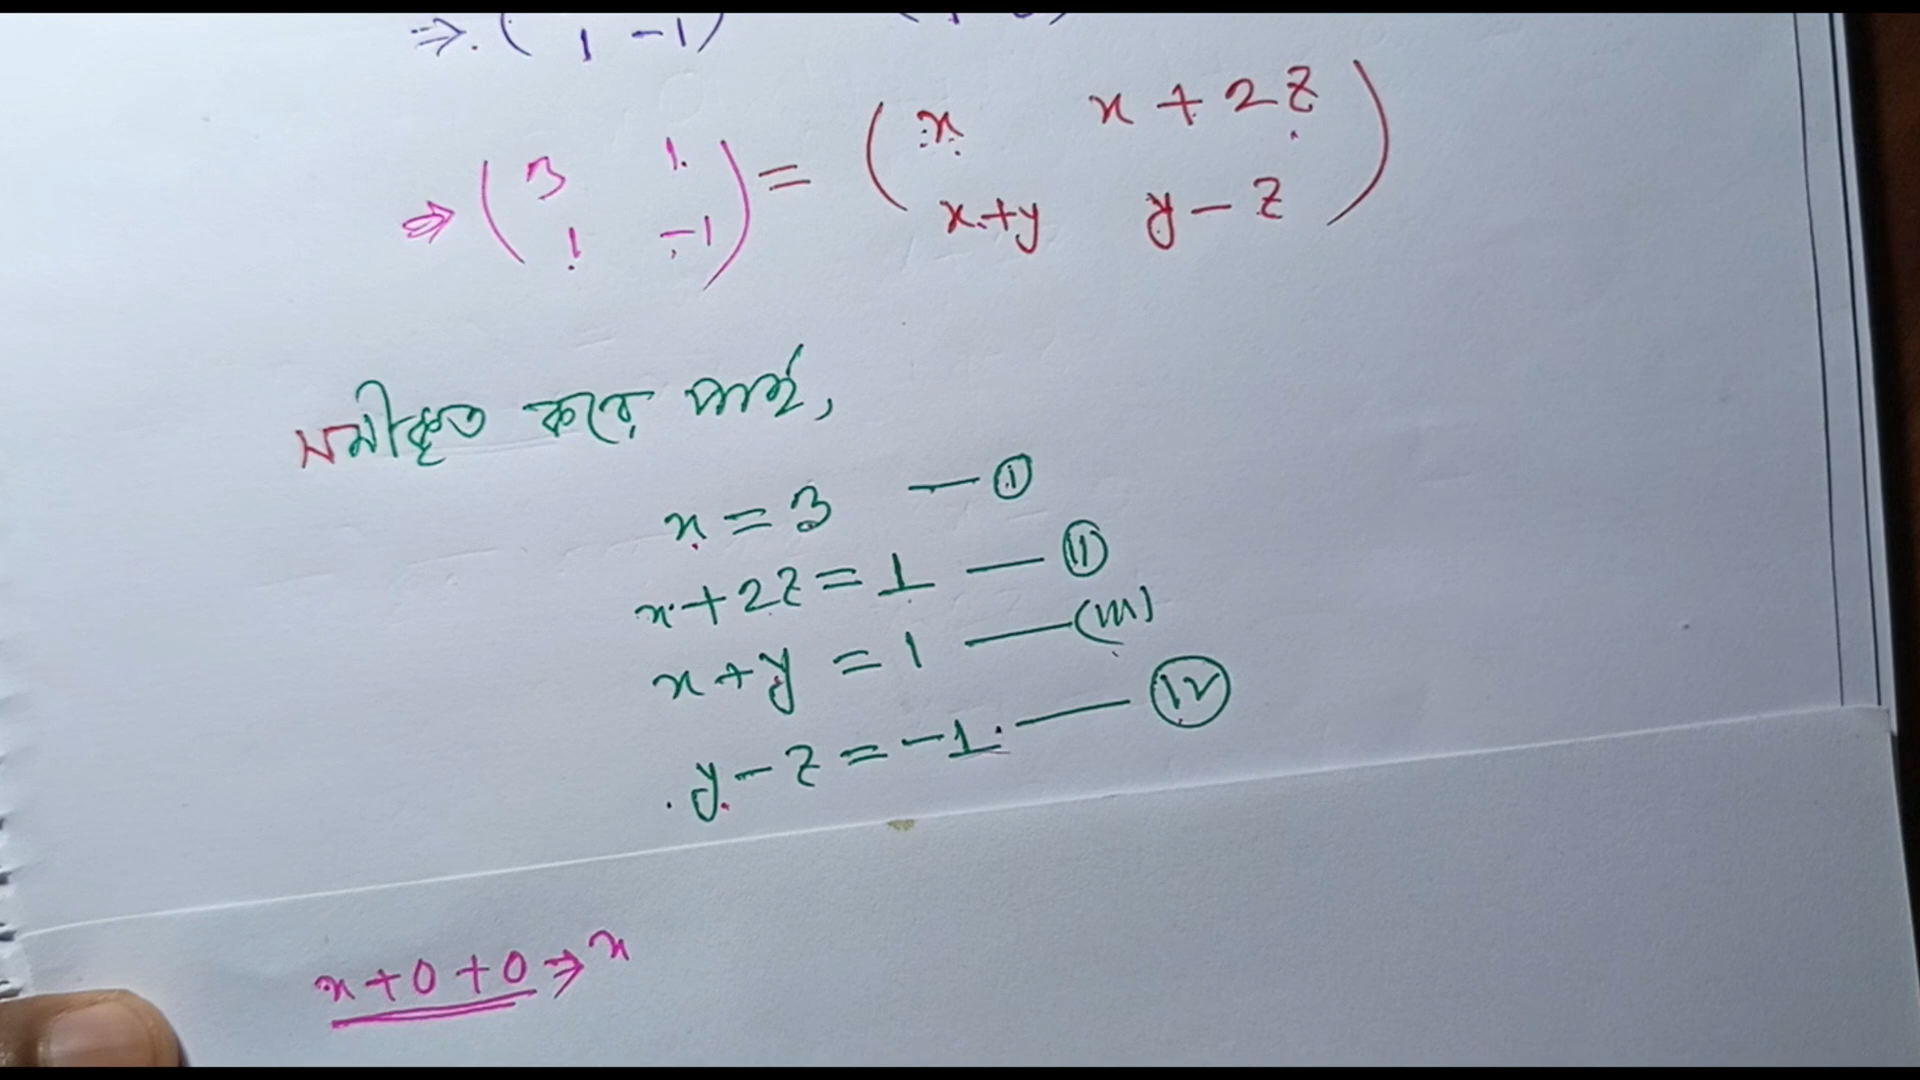 ⇒. ( 1 -1)
⇒ (3 1 = (x x + 2z
1 -1) x+y y - z)
সমীকৃত করে পাই,
x = 3 — (i)
x + 2z = 1 — (ii)
x + y = 1 — (iii)
y - z = -1. — (iv)
x + 0 + 0 ⇒ x